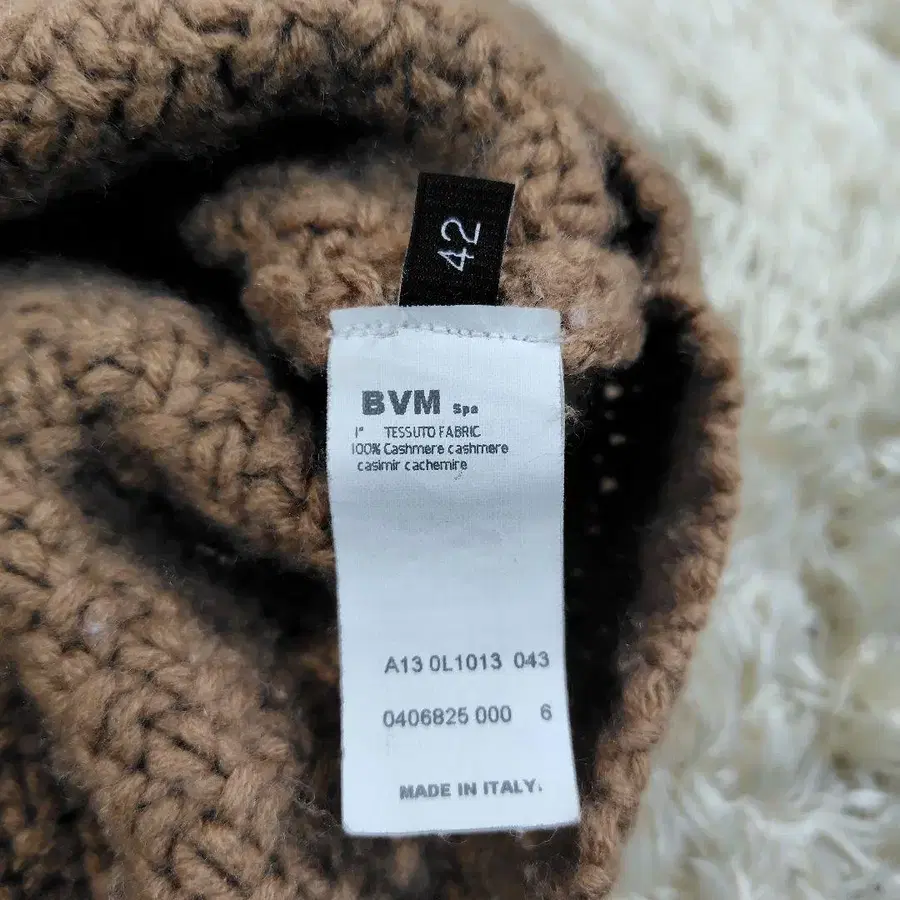 42
BVM Spa
1° TESSUTO FABRIC
100% Cashmere cashmere
casimir cachemire
A13 0L1013 043
0406825 000 6
MADE IN ITALY.